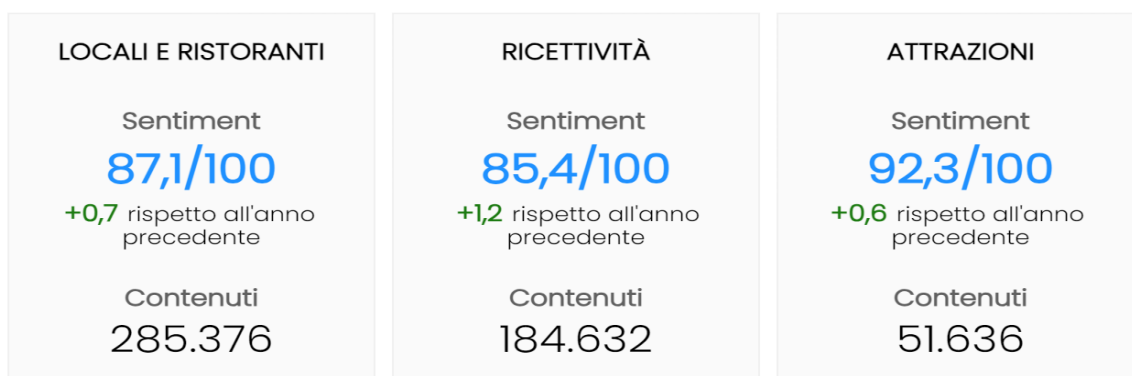 LOCALI E RISTORANTI
Sentiment
87,1/100
+0,7 rispetto all'anno
precedente
Contenuti
285.376
RICETTIVITÀ
Sentiment
85,4/100
+1,2 rispetto all'anno
precedente
Contenuti
184.632
ATTRAZIONI
Sentiment
92,3/100
+0,6 rispetto all'anno
precedente
Contenuti
51.636